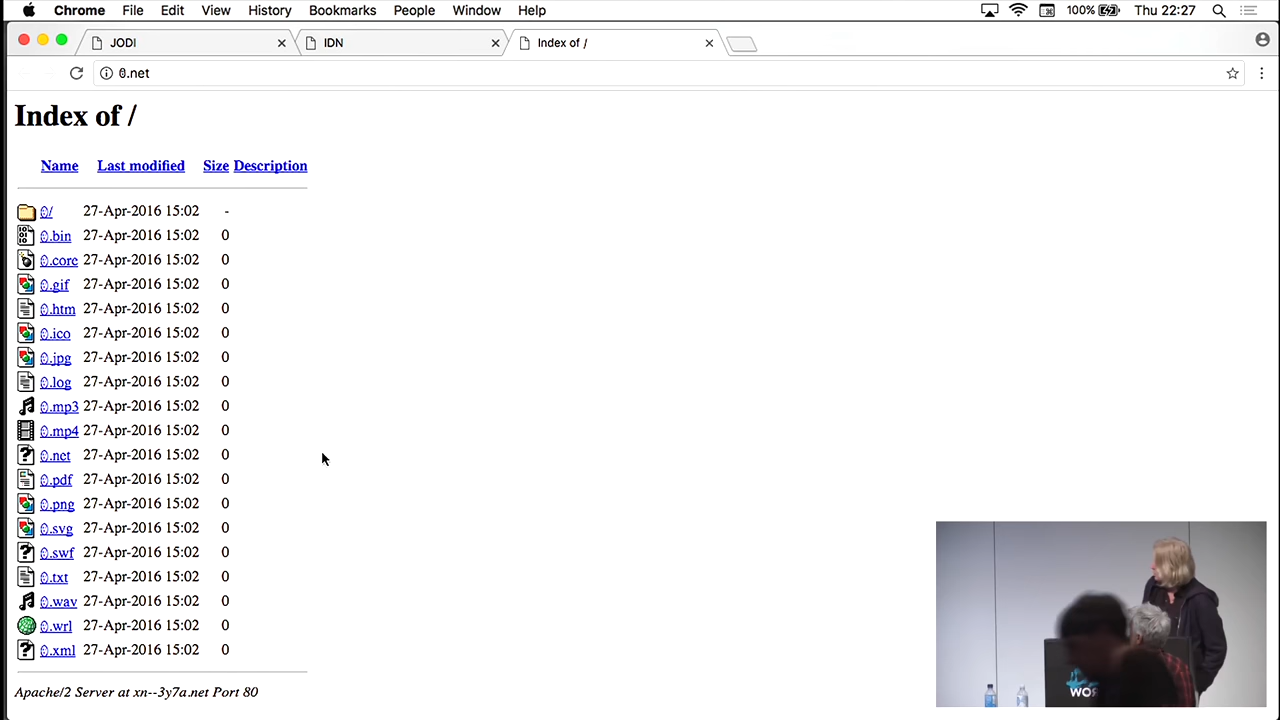 Chrome File Edit View History Bookmarks People Window Help 100% Thu 22:27
JODI IDN Index of /
ꇎ.net
Index of /
Name Last modified Size Description
ꇎ/ 27-Apr-2016 15:02 -
ꇎ.bin 27-Apr-2016 15:02 0
ꇎ.core 27-Apr-2016 15:02 0
ꇎ.gif 27-Apr-2016 15:02 0
ꇎ.htm 27-Apr-2016 15:02 0
ꇎ.ico 27-Apr-2016 15:02 0
ꇎ.jpg 27-Apr-2016 15:02 0
ꇎ.log 27-Apr-2016 15:02 0
ꇎ.mp3 27-Apr-2016 15:02 0
ꇎ.mp4 27-Apr-2016 15:02 0
ꇎ.net 27-Apr-2016 15:02 0
ꇎ.pdf 27-Apr-2016 15:02 0
ꇎ.png 27-Apr-2016 15:02 0
ꇎ.svg 27-Apr-2016 15:02 0
ꇎ.swf 27-Apr-2016 15:02 0
ꇎ.txt 27-Apr-2016 15:02 0
ꇎ.wav 27-Apr-2016 15:02 0
ꇎ.wrl 27-Apr-2016 15:02 0
ꇎ.xml 27-Apr-2016 15:02 0
Apache/2 Server at xn--3y7a.net Port 80